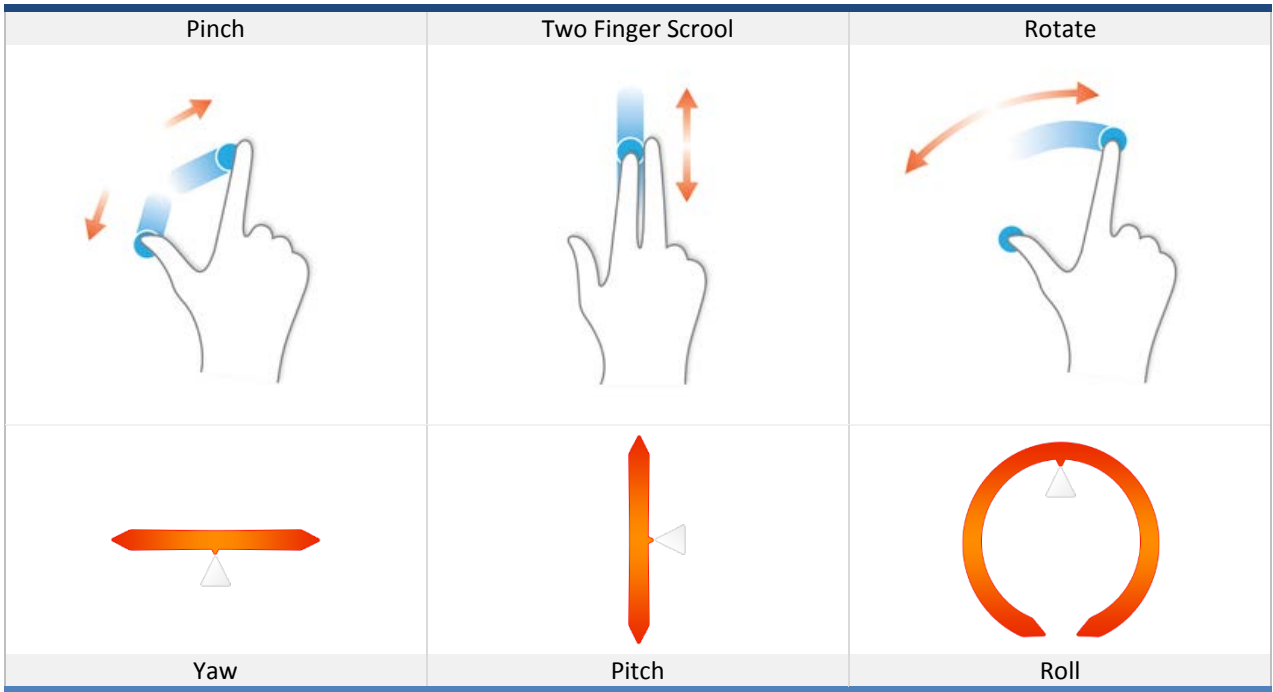 Pinch
Two Finger Scrool
Rotate
Yaw
Pitch
Roll